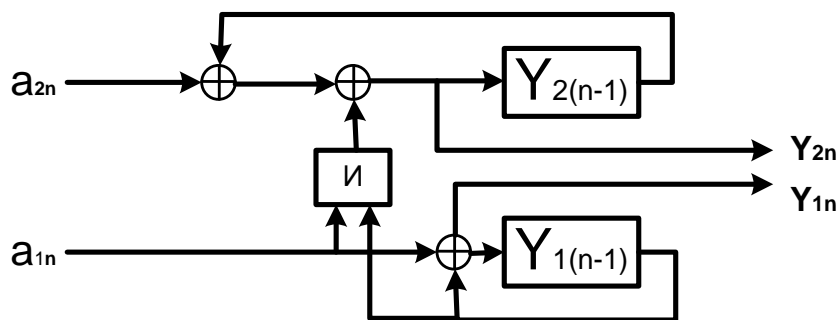 a2n
Y2(n-1)
Y2n
И
Y1n
a1n
Y1(n-1)